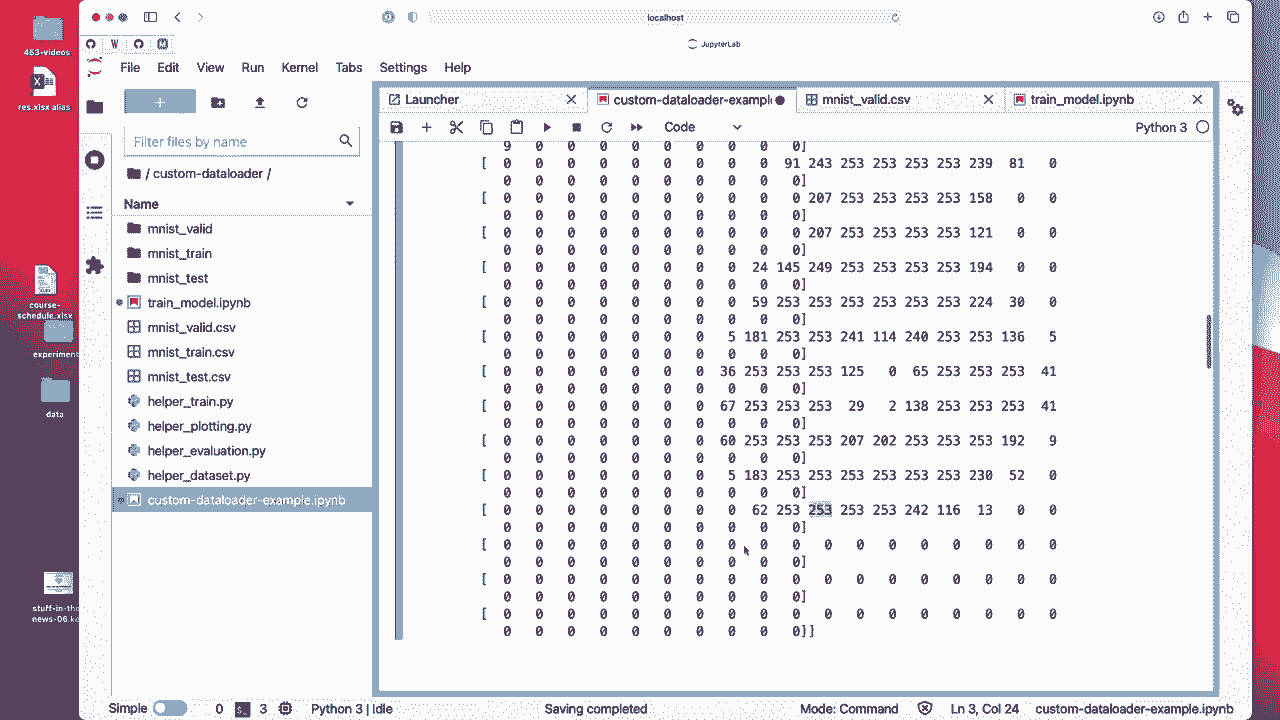 453-videos
res.xlsx alias
course-schedule.xlsx
experiment
data
stuff-in-the
news-06.ke
localhost
JupyterLab
File Edit View Run Kernel Tabs Settings Help
Filter files by name
/ custom-dataloader /
Name
mnist_valid
mnist_train
mnist_test
train_model.ipynb
mnist_valid.csv
mnist_train.csv
mnist_test.csv
helper_train.py
helper_plotting.py
helper_evaluation.py
helper_dataset.py
custom-dataloader-example.ipynb
Launcher custom-dataloader-example mnist_valid.csv train_model.ipynb
Code Python 3
9 0 0 0 0 0 0 0 0 0]
[ 0 0 0 0 0 0 91 243 253 253 253 253 239 81 0
0 0 0 0 0 0 0 0 0 0]
[ 0 0 0 0 0 0 0 0 0 207 253 253 253 253 158 0 0
0 0 0 0 0 0 0 0 0 0]
[ 0 0 0 0 0 0 0 0 0 207 253 253 253 253 121 0 0
0 0 0 0 0 0 0 0 0 0]
[ 0 0 0 0 0 0 0 24 145 249 253 253 253 253 194 0 0
0 0 0 0 0 0 0 0 0 0]
[ 0 0 0 0 0 0 0 59 253 253 253 253 253 253 224 30 0
0 0 0 0 0 0 0 0 0 0]
[ 0 0 0 0 0 0 5 181 253 253 241 114 240 253 253 136 5
0 0 0 0 0 0 0 0 0 0]
[ 0 0 0 0 0 0 36 253 253 253 125 0 65 253 253 253 41
0 0 0 0 0 0 0 0 0 0]
[ 0 0 0 0 0 0 67 253 253 253 29 2 138 253 253 253 41
0 0 0 0 0 0 0 0 0 0]
[ 0 0 0 0 0 0 60 253 253 253 207 202 253 253 253 192 9
0 0 0 0 0 0 0 0 0 0]
[ 0 0 0 0 0 0 5 183 253 253 253 253 253 253 230 52 0
0 0 0 0 0 0 0 0 0 0]
[ 0 0 0 0 0 0 0 62 253 253 253 253 242 116 13 0 0
0 0 0 0 0 0 0 0 0 0]
[ 0 0 0 0 0 0 0 0 0 0 0 0 0 0 0 0 0
0 0 0 0 0 0 0 0 0 0]
[ 0 0 0 0 0 0 0 0 0 0 0 0 0 0 0 0 0
0 0 0 0 0 0 0 0 0 0]
[ 0 0 0 0 0 0 0 0 0 0 0 0 0 0 0 0 0
0 0 0 0 0 0 0 0 0 0]]
Simple 0 3 Python 3 | Idle Saving completed Mode: Command Ln 3, Col 24 custom-dataloader-example.ipynb